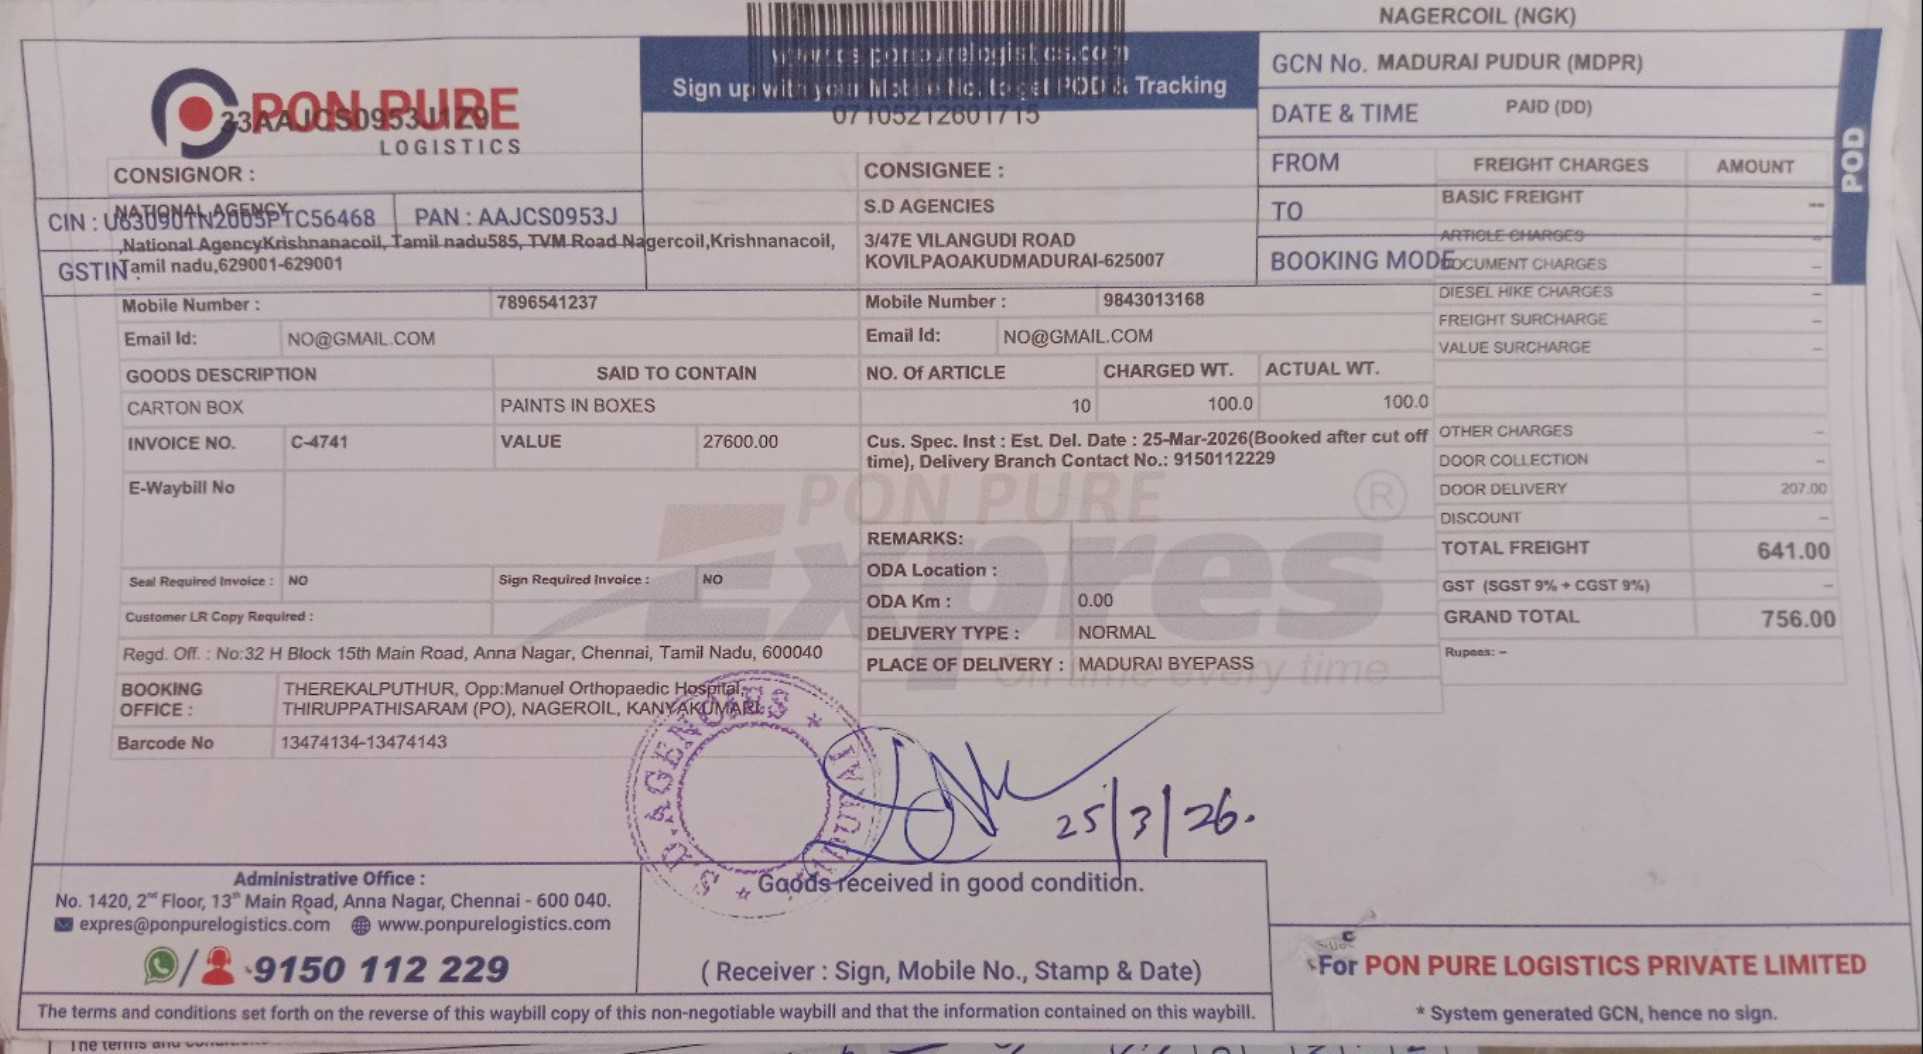 NAGERCOIL (NGK)
www.cs.ponpurelogistics.com
Sign up with your Mobile No. to get POD & Tracking
07105212601715
GCN No. MADURAI PUDUR (MDPR)
DATE & TIME PAID (DD)
FROM
TO
BOOKING MODE
POD
PON PURE
LOGISTICS
33AAJCS0953J1Z9
CIN : U63090TN2005PTC56468 PAN : AAJCS0953J
GSTIN :
CONSIGNOR :
NATIONAL AGENCY
,National AgencyKrishnanacoil, Tamil nadu585, TVM Road Nagercoil,Krishnanacoil,
Tamil nadu,629001-629001
Mobile Number : 7896541237
Email Id: NO@GMAIL.COM
CONSIGNEE :
S.D AGENCIES
3/47E VILANGUDI ROAD
KOVILPAOAKUDMADURAI-625007
Mobile Number : 9843013168
Email Id: NO@GMAIL.COM
GOODS DESCRIPTION SAID TO CONTAIN NO. Of ARTICLE CHARGED WT. ACTUAL WT.
CARTON BOX PAINTS IN BOXES 10 100.0 100.0
INVOICE NO. C-4741 VALUE 27600.00
Cus. Spec. Inst : Est. Del. Date : 25-Mar-2026(Booked after cut off
time), Delivery Branch Contact No.: 9150112229
E-Waybill No
Seal Required Invoice : NO Sign Required Invoice : NO
Customer LR Copy Required :
REMARKS:
ODA Location :
ODA Km : 0.00
DELIVERY TYPE : NORMAL
PLACE OF DELIVERY : MADURAI BYEPASS
Regd. Off. : No:32 H Block 15th Main Road, Anna Nagar, Chennai, Tamil Nadu, 600040
BOOKING OFFICE : THEREKALPUTHUR, Opp:Manuel Orthopaedic Hospital,
THIRUPPATHISARAM (PO), NAGEROIL, KANYAKUMARI.
Barcode No 13474134-13474143
FREIGHT CHARGES AMOUNT
BASIC FREIGHT --
ARTICLE CHARGES –
DOCUMENT CHARGES –
DIESEL HIKE CHARGES –
FREIGHT SURCHARGE –
VALUE SURCHARGE –
OTHER CHARGES –
DOOR COLLECTION –
DOOR DELIVERY 207.00
DISCOUNT –
TOTAL FREIGHT 641.00
GST (SGST 9% + CGST 9%) –
GRAND TOTAL 756.00
Rupees: –
PON PURE
Expres ®
On time every time
S.D. AGENCIES * MADURAI *
25/3/26.
Goods received in good condition.
( Receiver : Sign, Mobile No., Stamp & Date)
Administrative Office :
No. 1420, 2nd Floor, 13th Main Road, Anna Nagar, Chennai - 600 040.
expres@ponpurelogistics.com www.ponpurelogistics.com
/ 9150 112 229
For PON PURE LOGISTICS PRIVATE LIMITED
* System generated GCN, hence no sign.
The terms and conditions set forth on the reverse of this waybill copy of this non-negotiable waybill and that the information contained on this waybill.
The terms and